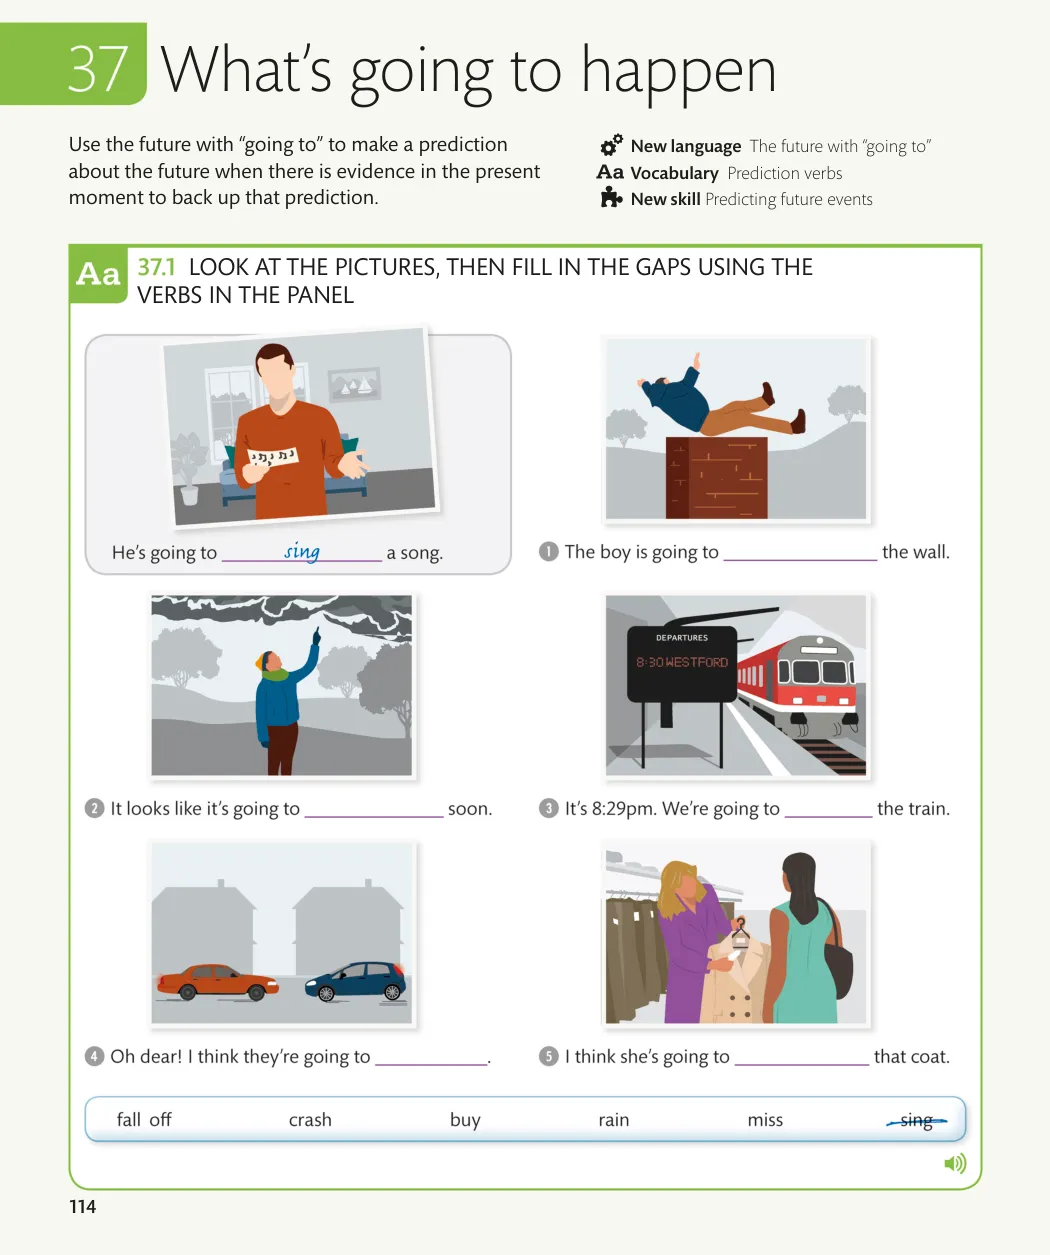 37 What's going to happen
Use the future with “going to” to make a prediction
about the future when there is evidence in the present
moment to back up that prediction.
New language The future with “going to”
Aa Vocabulary Prediction verbs
New skill Predicting future events
Aa 37.1 LOOK AT THE PICTURES, THEN FILL IN THE GAPS USING THE
VERBS IN THE PANEL
He's going to sing a song.
1 The boy is going to ____ the wall.
DEPARTURES
8:30 WESTFORD
2 It looks like it's going to ____ soon.
3 It's 8:29pm. We're going to ____ the train.
4 Oh dear! I think they're going to ____.
5 I think she's going to ____ that coat.
fall off crash buy rain miss sing
114